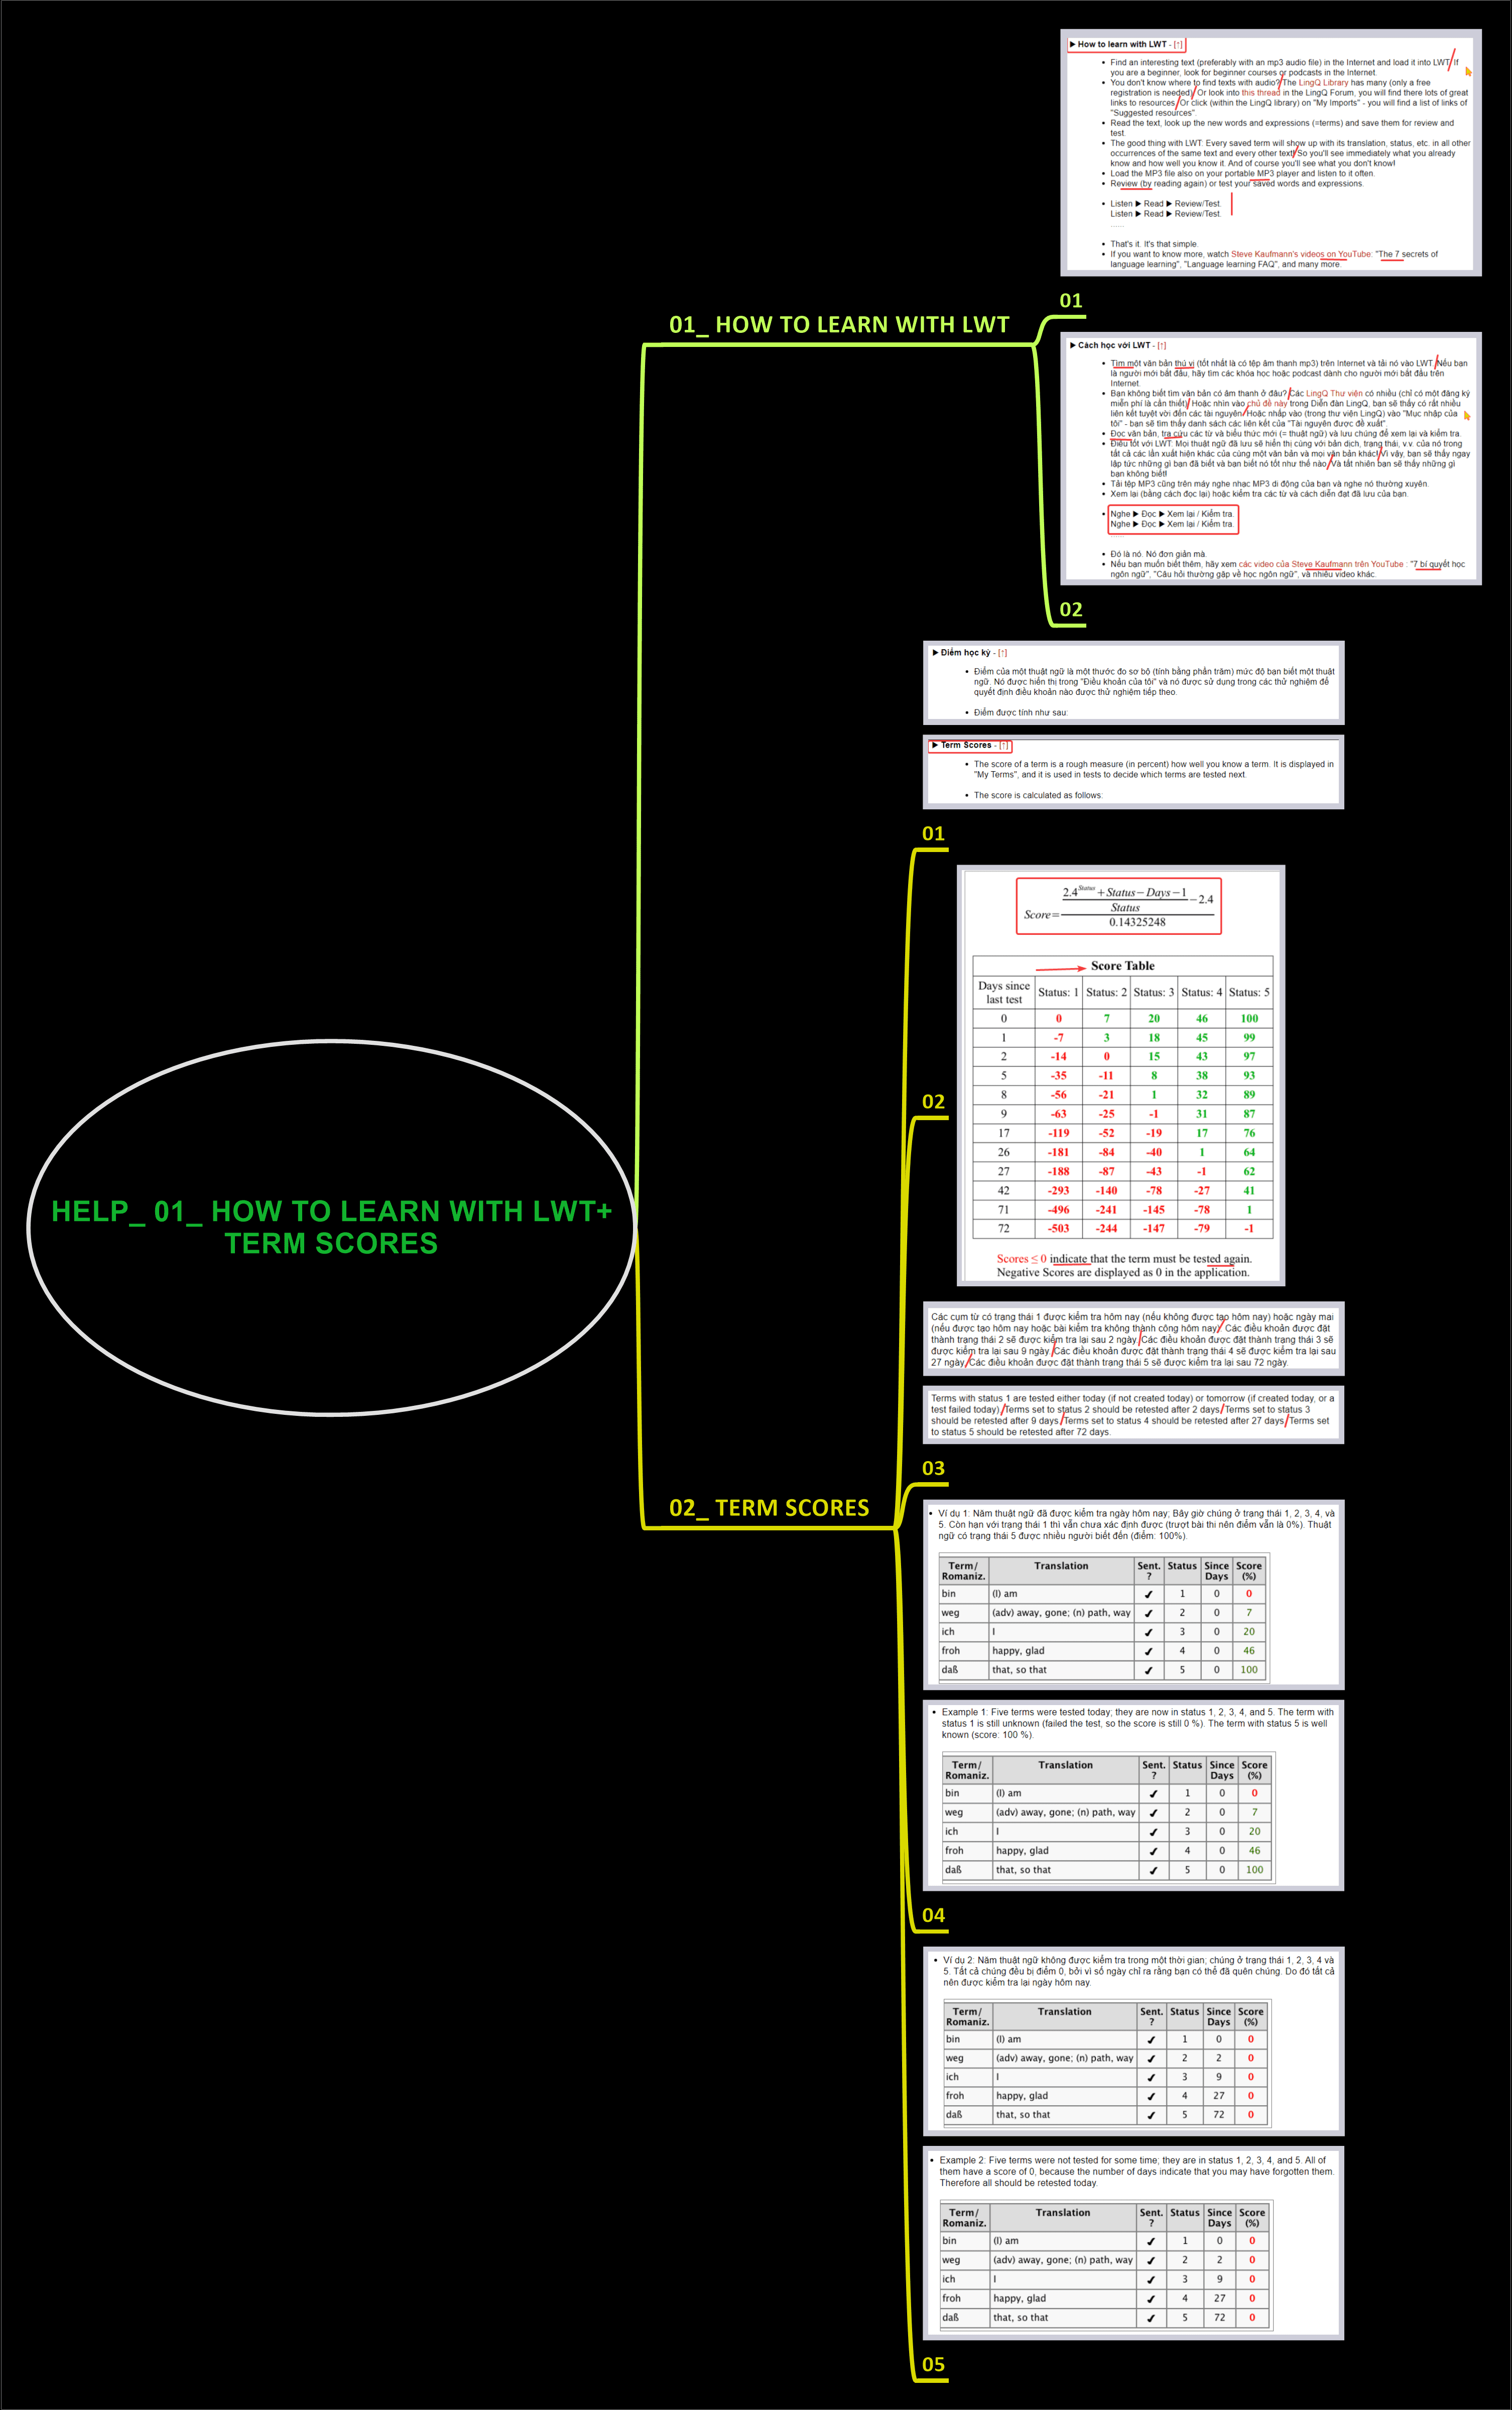 ► How to learn with LWT - [↑]
• Find an interesting text (preferably with an mp3 audio file) in the Internet and load it into LWT. If
you are a beginner, look for beginner courses or podcasts in the Internet.
• You don't know where to find texts with audio? The LingQ Library has many (only a free
registration is needed). Or look into this thread in the LingQ Forum, you will find there lots of great
links to resources. Or click (within the LingQ library) on "My Imports" - you will find a list of links of
"Suggested resources".
• Read the text, look up the new words and expressions (=terms) and save them for review and
test.
• The good thing with LWT: Every saved term will show up with its translation, status, etc. in all other
occurrences of the same text and every other text! So you'll see immediately what you already
know and how well you know it. And of course you'll see what you don't know!
• Load the MP3 file also on your portable MP3 player and listen to it often.
• Review (by reading again) or test your saved words and expressions.
• Listen ► Read ► Review/Test.
Listen ► Read ► Review/Test.
......
• That's it. It's that simple.
• If you want to know more, watch Steve Kaufmann's videos on YouTube: "The 7 secrets of
language learning", "Language learning FAQ", and many more.
01
01_ HOW TO LEARN WITH LWT
► Cách học với LWT - [↑]
• Tìm một văn bản thú vị (tốt nhất là có tệp âm thanh mp3) trên Internet và tải nó vào LWT. Nếu bạn
là người mới bắt đầu, hãy tìm các khóa học hoặc podcast dành cho người mới bắt đầu trên
Internet.
• Bạn không biết tìm văn bản có âm thanh ở đâu? Các LingQ Thư viện có nhiều (chỉ có một đăng ký
miễn phí là cần thiết). Hoặc nhìn vào chủ đề này trong Diễn đàn LingQ, bạn sẽ thấy có rất nhiều
liên kết tuyệt vời đến các tài nguyên. Hoặc nhấp vào (trong thư viện LingQ) vào "Mục nhập của
tôi" - bạn sẽ tìm thấy danh sách các liên kết của "Tài nguyên được đề xuất".
• Đọc văn bản, tra cứu các từ và biểu thức mới (= thuật ngữ) và lưu chúng để xem lại và kiểm tra.
• Điều tốt với LWT: Mọi thuật ngữ đã lưu sẽ hiển thị cùng với bản dịch, trạng thái, v.v. của nó trong
tất cả các lần xuất hiện khác của cùng một văn bản và mọi văn bản khác! Vì vậy, bạn sẽ thấy ngay
lập tức những gì bạn đã biết và bạn biết nó tốt như thế nào. Và tất nhiên bạn sẽ thấy những gì
bạn không biết!
• Tải tệp MP3 cũng trên máy nghe nhạc MP3 di động của bạn và nghe nó thường xuyên.
• Xem lại (bằng cách đọc lại) hoặc kiểm tra các từ và cách diễn đạt đã lưu của bạn.
• Nghe ► Đọc ► Xem lại / Kiểm tra.
Nghe ► Đọc ► Xem lại / Kiểm tra.
......
• Đó là nó. Nó đơn giản mà.
• Nếu bạn muốn biết thêm, hãy xem các video của Steve Kaufmann trên YouTube : "7 bí quyết học
ngôn ngữ", "Câu hỏi thường gặp về học ngôn ngữ", và nhiều video khác.
02
► Điểm học kỳ - [↑]
• Điểm của một thuật ngữ là một thước đo sơ bộ (tính bằng phần trăm) mức độ bạn biết một thuật
ngữ. Nó được hiển thị trong "Điều khoản của tôi" và nó được sử dụng trong các thử nghiệm để
quyết định điều khoản nào được thử nghiệm tiếp theo.
• Điểm được tính như sau:
► Term Scores - [↑]
• The score of a term is a rough measure (in percent) how well you know a term. It is displayed in
"My Terms", and it is used in tests to decide which terms are tested next.
• The score is calculated as follows:
01
2.4^Status + Status − Days − 1
Status
− 2.4
Score =
0.14325248
Score Table
Days since last test Status: 1 Status: 2 Status: 3 Status: 4 Status: 5
0 0 7 20 46 100
1 -7 3 18 45 99
2 -14 0 15 43 97
5 -35 -11 8 38 93
8 -56 -21 1 32 89
9 -63 -25 -1 31 87
17 -119 -52 -19 17 76
26 -181 -84 -40 1 64
27 -188 -87 -43 -1 62
42 -293 -140 -78 -27 41
71 -496 -241 -145 -78 1
72 -503 -244 -147 -79 -1
Scores ≤ 0 indicate that the term must be tested again.
Negative Scores are displayed as 0 in the application.
02
HELP_ 01_ HOW TO LEARN WITH LWT+
TERM SCORES
Các cụm từ có trạng thái 1 được kiểm tra hôm nay (nếu không được tạo hôm nay) hoặc ngày mai
(nếu được tạo hôm nay hoặc bài kiểm tra không thành công hôm nay). Các điều khoản được đặt
thành trạng thái 2 sẽ được kiểm tra lại sau 2 ngày. Các điều khoản được đặt thành trạng thái 3 sẽ
được kiểm tra lại sau 9 ngày. Các điều khoản được đặt thành trạng thái 4 sẽ được kiểm tra lại sau
27 ngày. Các điều khoản được đặt thành trạng thái 5 sẽ được kiểm tra lại sau 72 ngày.
Terms with status 1 are tested either today (if not created today) or tomorrow (if created today, or a
test failed today). Terms set to status 2 should be retested after 2 days. Terms set to status 3
should be retested after 9 days. Terms set to status 4 should be retested after 27 days. Terms set
to status 5 should be retested after 72 days.
03
02_ TERM SCORES
• Ví dụ 1: Năm thuật ngữ đã được kiểm tra ngày hôm nay; Bây giờ chúng ở trạng thái 1, 2, 3, 4, và
5. Còn hạn với trạng thái 1 thì vẫn chưa xác định được (trượt bài thi nên điểm vẫn là 0%). Thuật
ngữ có trạng thái 5 được nhiều người biết đến (điểm: 100%).
Term/ Romaniz. Translation Sent. ? Status Since Days Score (%)
bin (I) am ✔ 1 0 0
weg (adv) away, gone; (n) path, way ✔ 2 0 7
ich I ✔ 3 0 20
froh happy, glad ✔ 4 0 46
daß that, so that ✔ 5 0 100
• Example 1: Five terms were tested today; they are now in status 1, 2, 3, 4, and 5. The term with
status 1 is still unknown (failed the test, so the score is still 0 %). The term with status 5 is well
known (score: 100 %).
Term/ Romaniz. Translation Sent. ? Status Since Days Score (%)
bin (I) am ✔ 1 0 0
weg (adv) away, gone; (n) path, way ✔ 2 0 7
ich I ✔ 3 0 20
froh happy, glad ✔ 4 0 46
daß that, so that ✔ 5 0 100
04
• Ví dụ 2: Năm thuật ngữ không được kiểm tra trong một thời gian; chúng ở trạng thái 1, 2, 3, 4 và
5. Tất cả chúng đều bị điểm 0, bởi vì số ngày chỉ ra rằng bạn có thể đã quên chúng. Do đó tất cả
nên được kiểm tra lại ngày hôm nay.
Term/ Romaniz. Translation Sent. ? Status Since Days Score (%)
bin (I) am ✔ 1 0 0
weg (adv) away, gone; (n) path, way ✔ 2 2 0
ich I ✔ 3 9 0
froh happy, glad ✔ 4 27 0
daß that, so that ✔ 5 72 0
• Example 2: Five terms were not tested for some time; they are in status 1, 2, 3, 4, and 5. All of
them have a score of 0, because the number of days indicate that you may have forgotten them.
Therefore all should be retested today.
Term/ Romaniz. Translation Sent. ? Status Since Days Score (%)
bin (I) am ✔ 1 0 0
weg (adv) away, gone; (n) path, way ✔ 2 2 0
ich I ✔ 3 9 0
froh happy, glad ✔ 4 27 0
daß that, so that ✔ 5 72 0
05